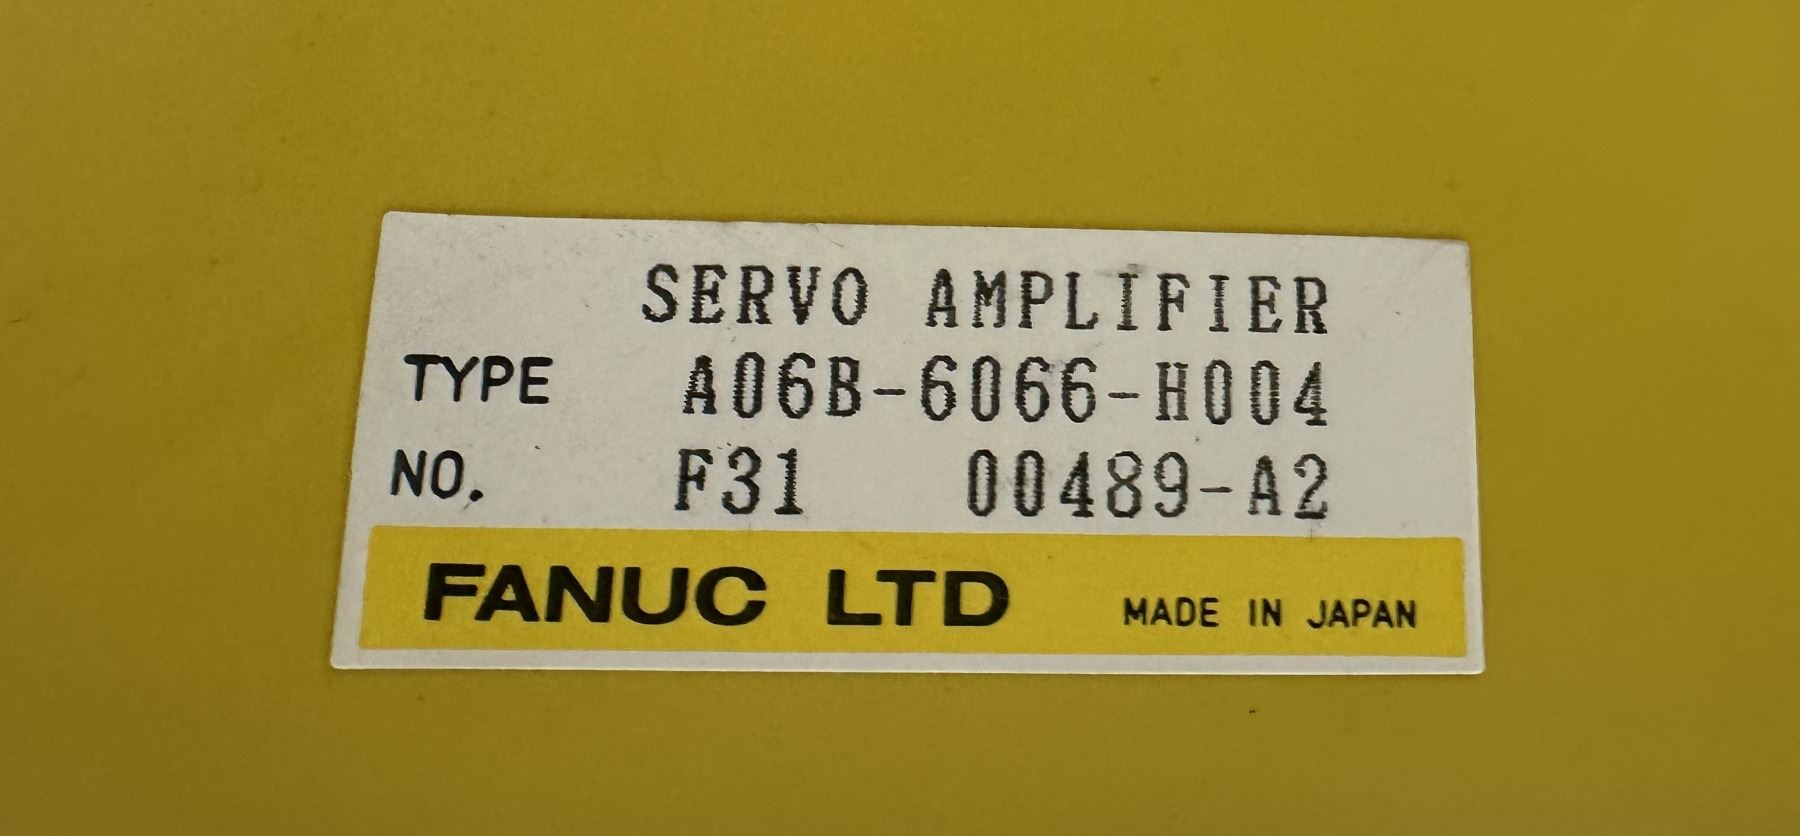 SERVO AMPLIFIER
TYPE A06B-6066-H004
NO. F31 00489-A2
FANUC LTD MADE IN JAPAN